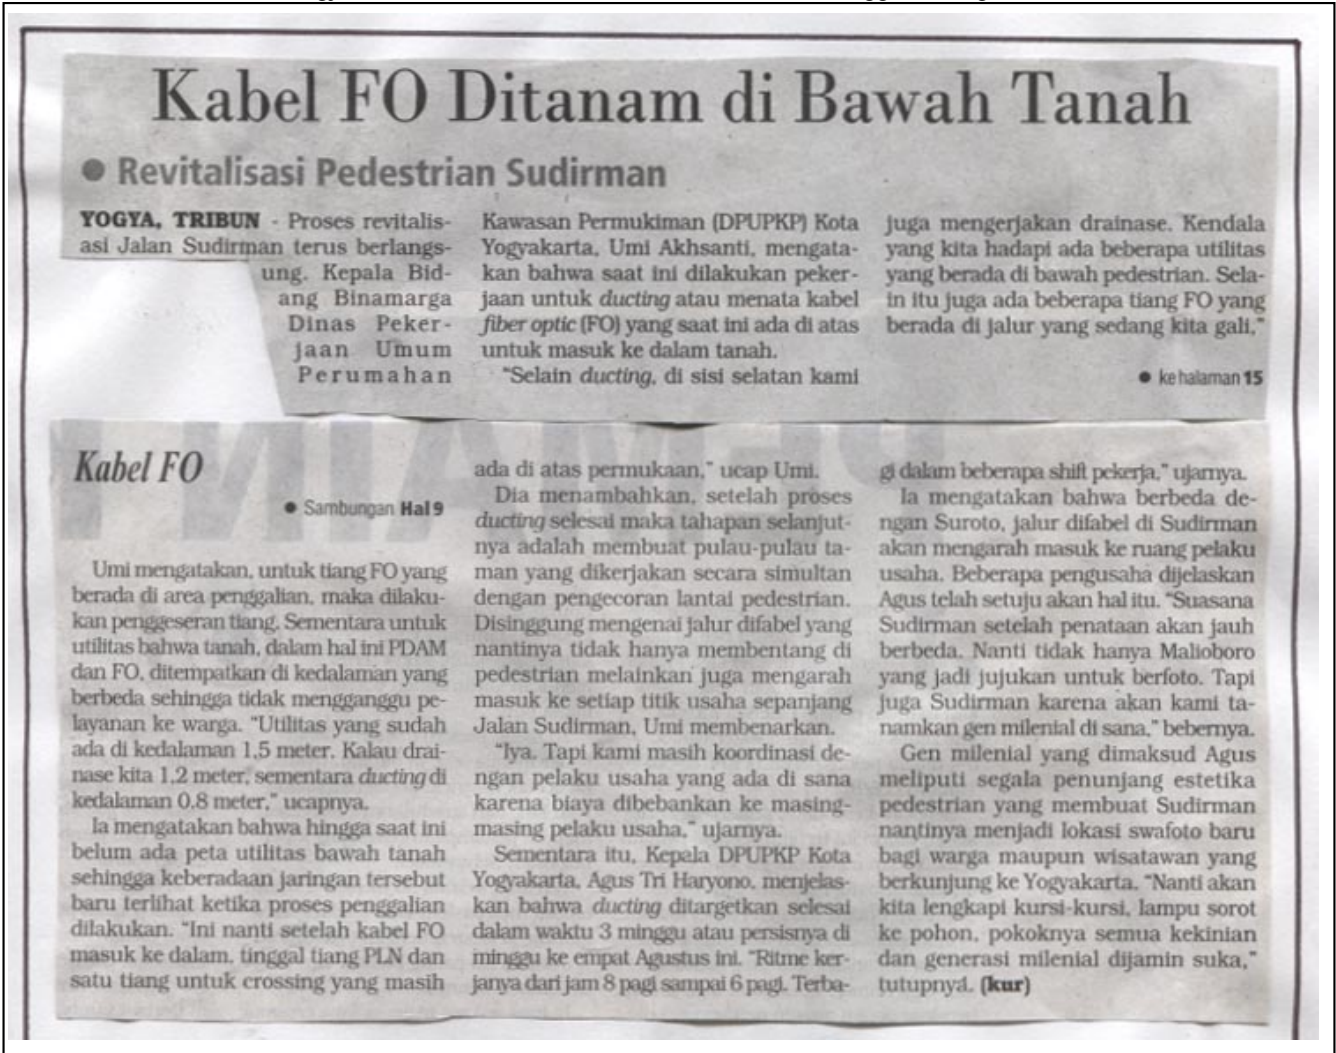 Kabel FO Ditanam di Bawah Tanah
● Revitalisasi Pedestrian Sudirman
YOGYA, TRIBUN - Proses revitalis-
asi Jalan Sudirman terus berlangs-
ung. Kepala Bid-
ang Binamarga
Dinas Peker-
jaan Umum
Perumahan
Kawasan Permukiman (DPUPKP) Kota
Yogyakarta, Umi Akhsanti, mengata-
kan bahwa saat ini dilakukan peker-
jaan untuk ducting atau menata kabel
fiber optic (FO) yang saat ini ada di atas
untuk masuk ke dalam tanah.
"Selain ducting, di sisi selatan kami
juga mengerjakan drainase. Kendala
yang kita hadapi ada beberapa utilitas
yang berada di bawah pedestrian. Sela-
in itu juga ada beberapa tiang FO yang
berada di jalur yang sedang kita gali,"
● ke halaman 15
Kabel FO
● Sambungan Hal 9
Umi mengatakan, untuk tiang FO yang
berada di area penggalian, maka dilaku-
kan penggeseran tiang. Sementara untuk
utilitas bahwa tanah, dalam hal ini PDAM
dan FO, ditempatkan di kedalaman yang
berbeda sehingga tidak mengganggu pe-
layanan ke warga. "Utilitas yang sudah
ada di kedalaman 1,5 meter. Kalau drai-
nase kita 1,2 meter, sementara ducting di
kedalaman 0,8 meter," ucapnya.
Ia mengatakan bahwa hingga saat ini
belum ada peta utilitas bawah tanah
sehingga keberadaan jaringan tersebut
baru terlihat ketika proses penggalian
dilakukan. "Ini nanti setelah kabel FO
masuk ke dalam, tinggal tiang PLN dan
satu tiang untuk crossing yang masih
ada di atas permukaan," ucap Umi.
Dia menambahkan, setelah proses
ducting selesai maka tahapan selanjut-
nya adalah membuat pulau-pulau ta-
man yang dikerjakan secara simultan
dengan pengecoran lantai pedestrian.
Disinggung mengenai jalur difabel yang
nantinya tidak hanya membentang di
pedestrian melainkan juga mengarah
masuk ke setiap titik usaha sepanjang
Jalan Sudirman, Umi membenarkan.
"Iya. Tapi kami masih koordinasi de-
ngan pelaku usaha yang ada di sana
karena biaya dibebankan ke masing-
masing pelaku usaha," ujarnya.
Sementara itu, Kepala DPUPKP Kota
Yogyakarta, Agus Tri Haryono, menjelas-
kan bahwa ducting ditargetkan selesai
dalam waktu 3 minggu atau persisnya di
minggu ke empat Agustus ini. "Ritme ker-
janya dari jam 8 pagi sampai 6 pagi. Terba-
gi dalam beberapa shift pekerja," ujarnya.
Ia mengatakan bahwa berbeda de-
ngan Suroto, jalur difabel di Sudirman
akan mengarah masuk ke ruang pelaku
usaha. Beberapa pengusaha dijelaskan
Agus telah setuju akan hal itu. "Suasana
Sudirman setelah penataan akan jauh
berbeda. Nanti tidak hanya Malioboro
yang jadi jujukan untuk berfoto. Tapi
juga Sudirman karena akan kami ta-
namkan gen milenial di sana," bebernya.
Gen milenial yang dimaksud Agus
meliputi segala penunjang estetika
pedestrian yang membuat Sudirman
nantinya menjadi lokasi swafoto baru
bagi warga maupun wisatawan yang
berkunjung ke Yogyakarta. "Nanti akan
kita lengkapi kursi-kursi, lampu sorot
ke pohon, pokoknya semua kekinian
dan generasi milenial dijamin suka,"
tutupnya. (kur)